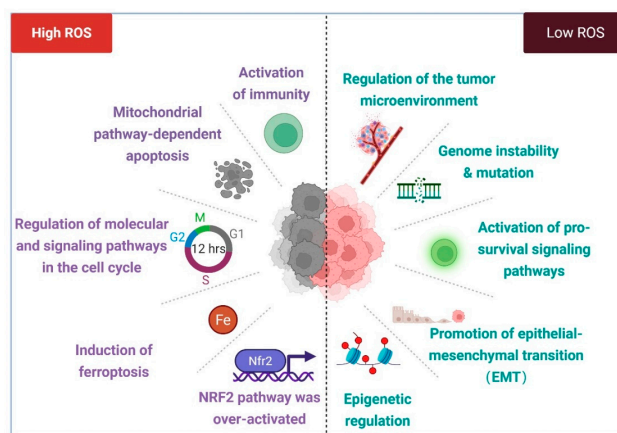 High ROS
Low ROS
Activation
of immunity
Mitochondrial
pathway-dependent
apoptosis
Regulation of molecular
and signaling pathways
in the cell cycle
M
G2
G1
12 hrs
S
Fe
Induction of
ferroptosis
Nfr2
NRF2 pathway was
over-activated
Regulation of the tumor
microenvironment
Genome instability
& mutation
Activation of pro-
survival signaling
pathways
Promotion of epithelial-
mesenchymal transition
(EMT)
Epigenetic
regulation